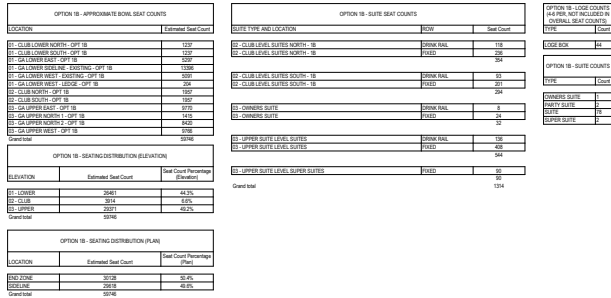 OPTION 1B - APPROXIMATE BOWL SEAT COUNTS
LOCATION Estimated Seat Count
01 - CLUB LOWER NORTH - OPT 1B 1237
01 - CLUB LOWER SOUTH - OPT 1B 1237
01 - GA LOWER EAST - OPT 1B 5297
01 - GA LOWER SIDELINE - EXISTING - OPT 1B 13396
01 - GA LOWER WEST - EXISTING - OPT 1B 5091
01 - GA LOWER WEST - LEDGE - OPT 1B 204
02 - CLUB NORTH - OPT 1B 1957
02 - CLUB SOUTH - OPT 1B 1957
03 - GA UPPER EAST - OPT 1B 9770
03 - GA UPPER NORTH 1 - OPT 1B 1415
03 - GA UPPER NORTH 2 - OPT 1B 8420
03 - GA UPPER WEST - OPT 1B 9766
Grand total 59746
OPTION 1B - SEATING DISTRIBUTION (ELEVATION)
ELEVATION Estimated Seat Count Seat Count Percentage (Elevation)
01 - LOWER 26461 44.3%
02 - CLUB 3914 6.6%
03 - UPPER 29371 49.2%
Grand total 59746
OPTION 1B - SEATING DISTRIBUTION (PLAN)
LOCATION Estimated Seat Count Seat Count Percentage (Plan)
END ZONE 30128 50.4%
SIDELINE 29618 49.6%
Grand total 59746
OPTION 1B - SUITE SEAT COUNTS
SUITE TYPE AND LOCATION ROW Seat Count
02 - CLUB LEVEL SUITES NORTH - 1B DRINK RAIL 118
02 - CLUB LEVEL SUITES NORTH - 1B FIXED 236
354
02 - CLUB LEVEL SUITES SOUTH - 1B DRINK RAIL 93
02 - CLUB LEVEL SUITES SOUTH - 1B FIXED 201
294
03 - OWNERS SUITE DRINK RAIL 8
03 - OWNERS SUITE FIXED 24
32
03 - UPPER SUITE LEVEL SUITES DRINK RAIL 136
03 - UPPER SUITE LEVEL SUITES FIXED 408
544
03 - UPPER SUITE LEVEL SUPER SUITES FIXED 90
90
Grand total 1314
OPTION 1B - LOGE COUNTS
(4-6 PER, NOT INCLUDED IN
OVERALL SEAT COUNTS)
TYPE Count
LOGE BOX 44
OPTION 1B - SUITE COUNTS
TYPE Count
OWNERS SUITE 1
PARTY SUITE 2
SUITE 78
SUPER SUITE 2